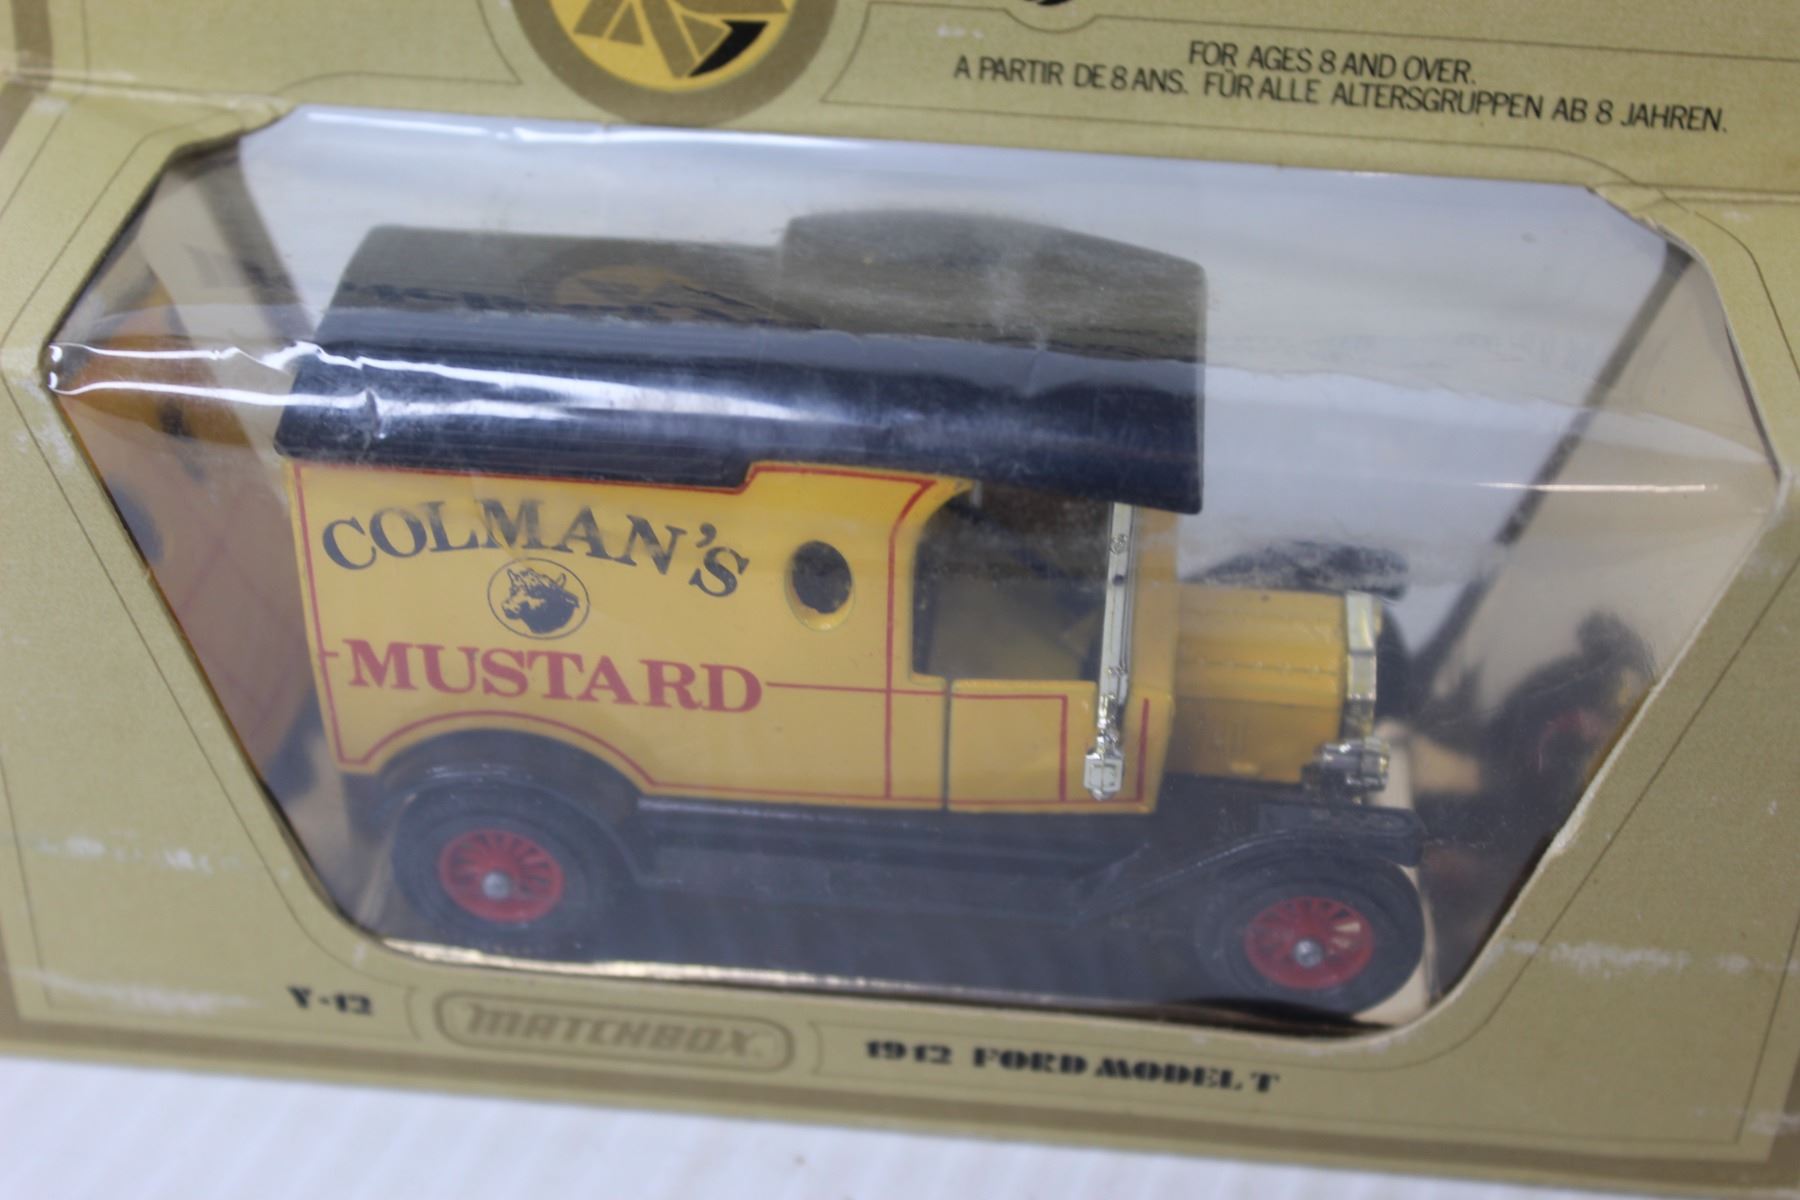 FOR AGES 8 AND OVER.
A PARTIR DE 8 ANS. FÜR ALLE ALTERSGRUPPEN AB 8 JAHREN.
COLMAN'S
MUSTARD
Y-12
MATCHBOX
1912 FORD MODEL T